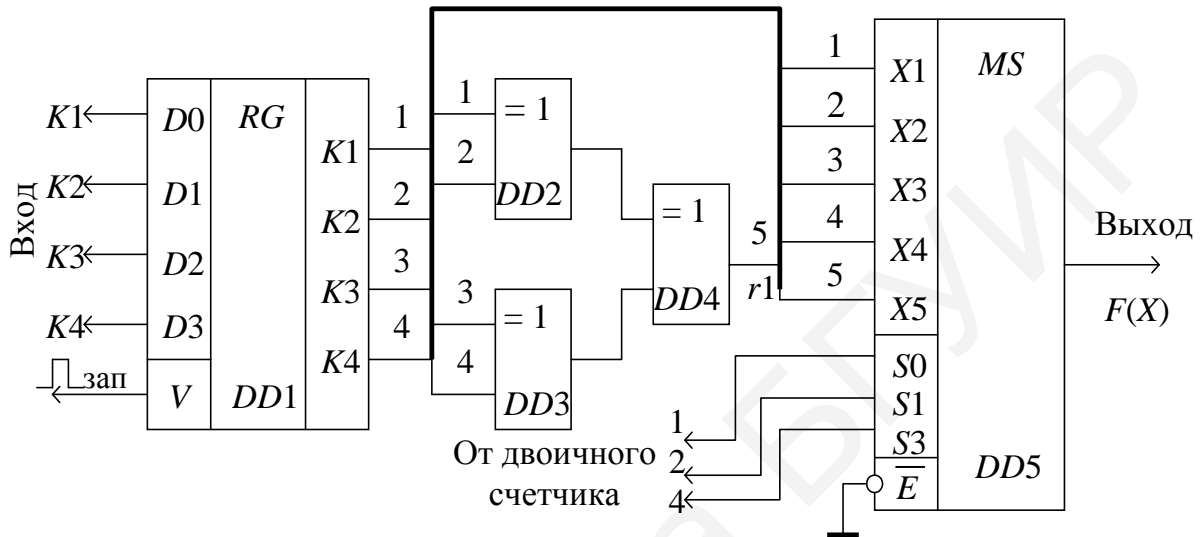 Вход
K1
K2
K3
K4
зап
D0
D1
D2
D3
V
RG
DD1
K1
K2
K3
K4
1
2
3
4
1
2
= 1
DD2
3
4
= 1
DD3
= 1
DD4
5
r1
1
2
3
4
5
X1
X2
X3
X4
X5
S0
S1
S3
E
MS
DD5
Выход
F(X)
От двоичного
счетчика
1
2
4
БГУИР